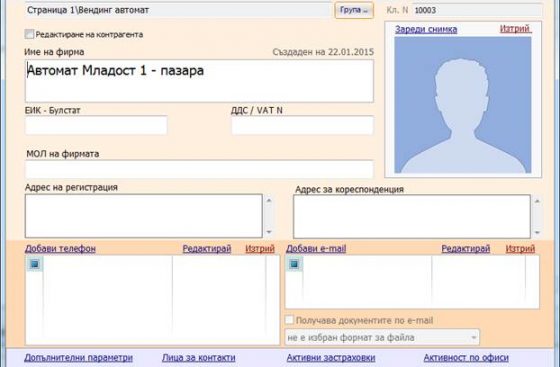 Страница 1\Вендинг автомат Група .. Кл. N 10003
Редактиране на контрагента Зареди снимка Изтрий
Име на фирма Създаден на 22.01.2015
Автомат Младост 1 - пазара
ЕИК - Булстат ДДС / VAT N
МОЛ на фирмата
Адрес на регистрация Адрес за кореспонденция
Добави телефон Редактирай Изтрий Добави e-mail Редактирай Изтрий
Получава документите по e-mail
не е избран формат за файла
Допълнителни параметри Лица за контакти Активни застраховки Активност по офиси